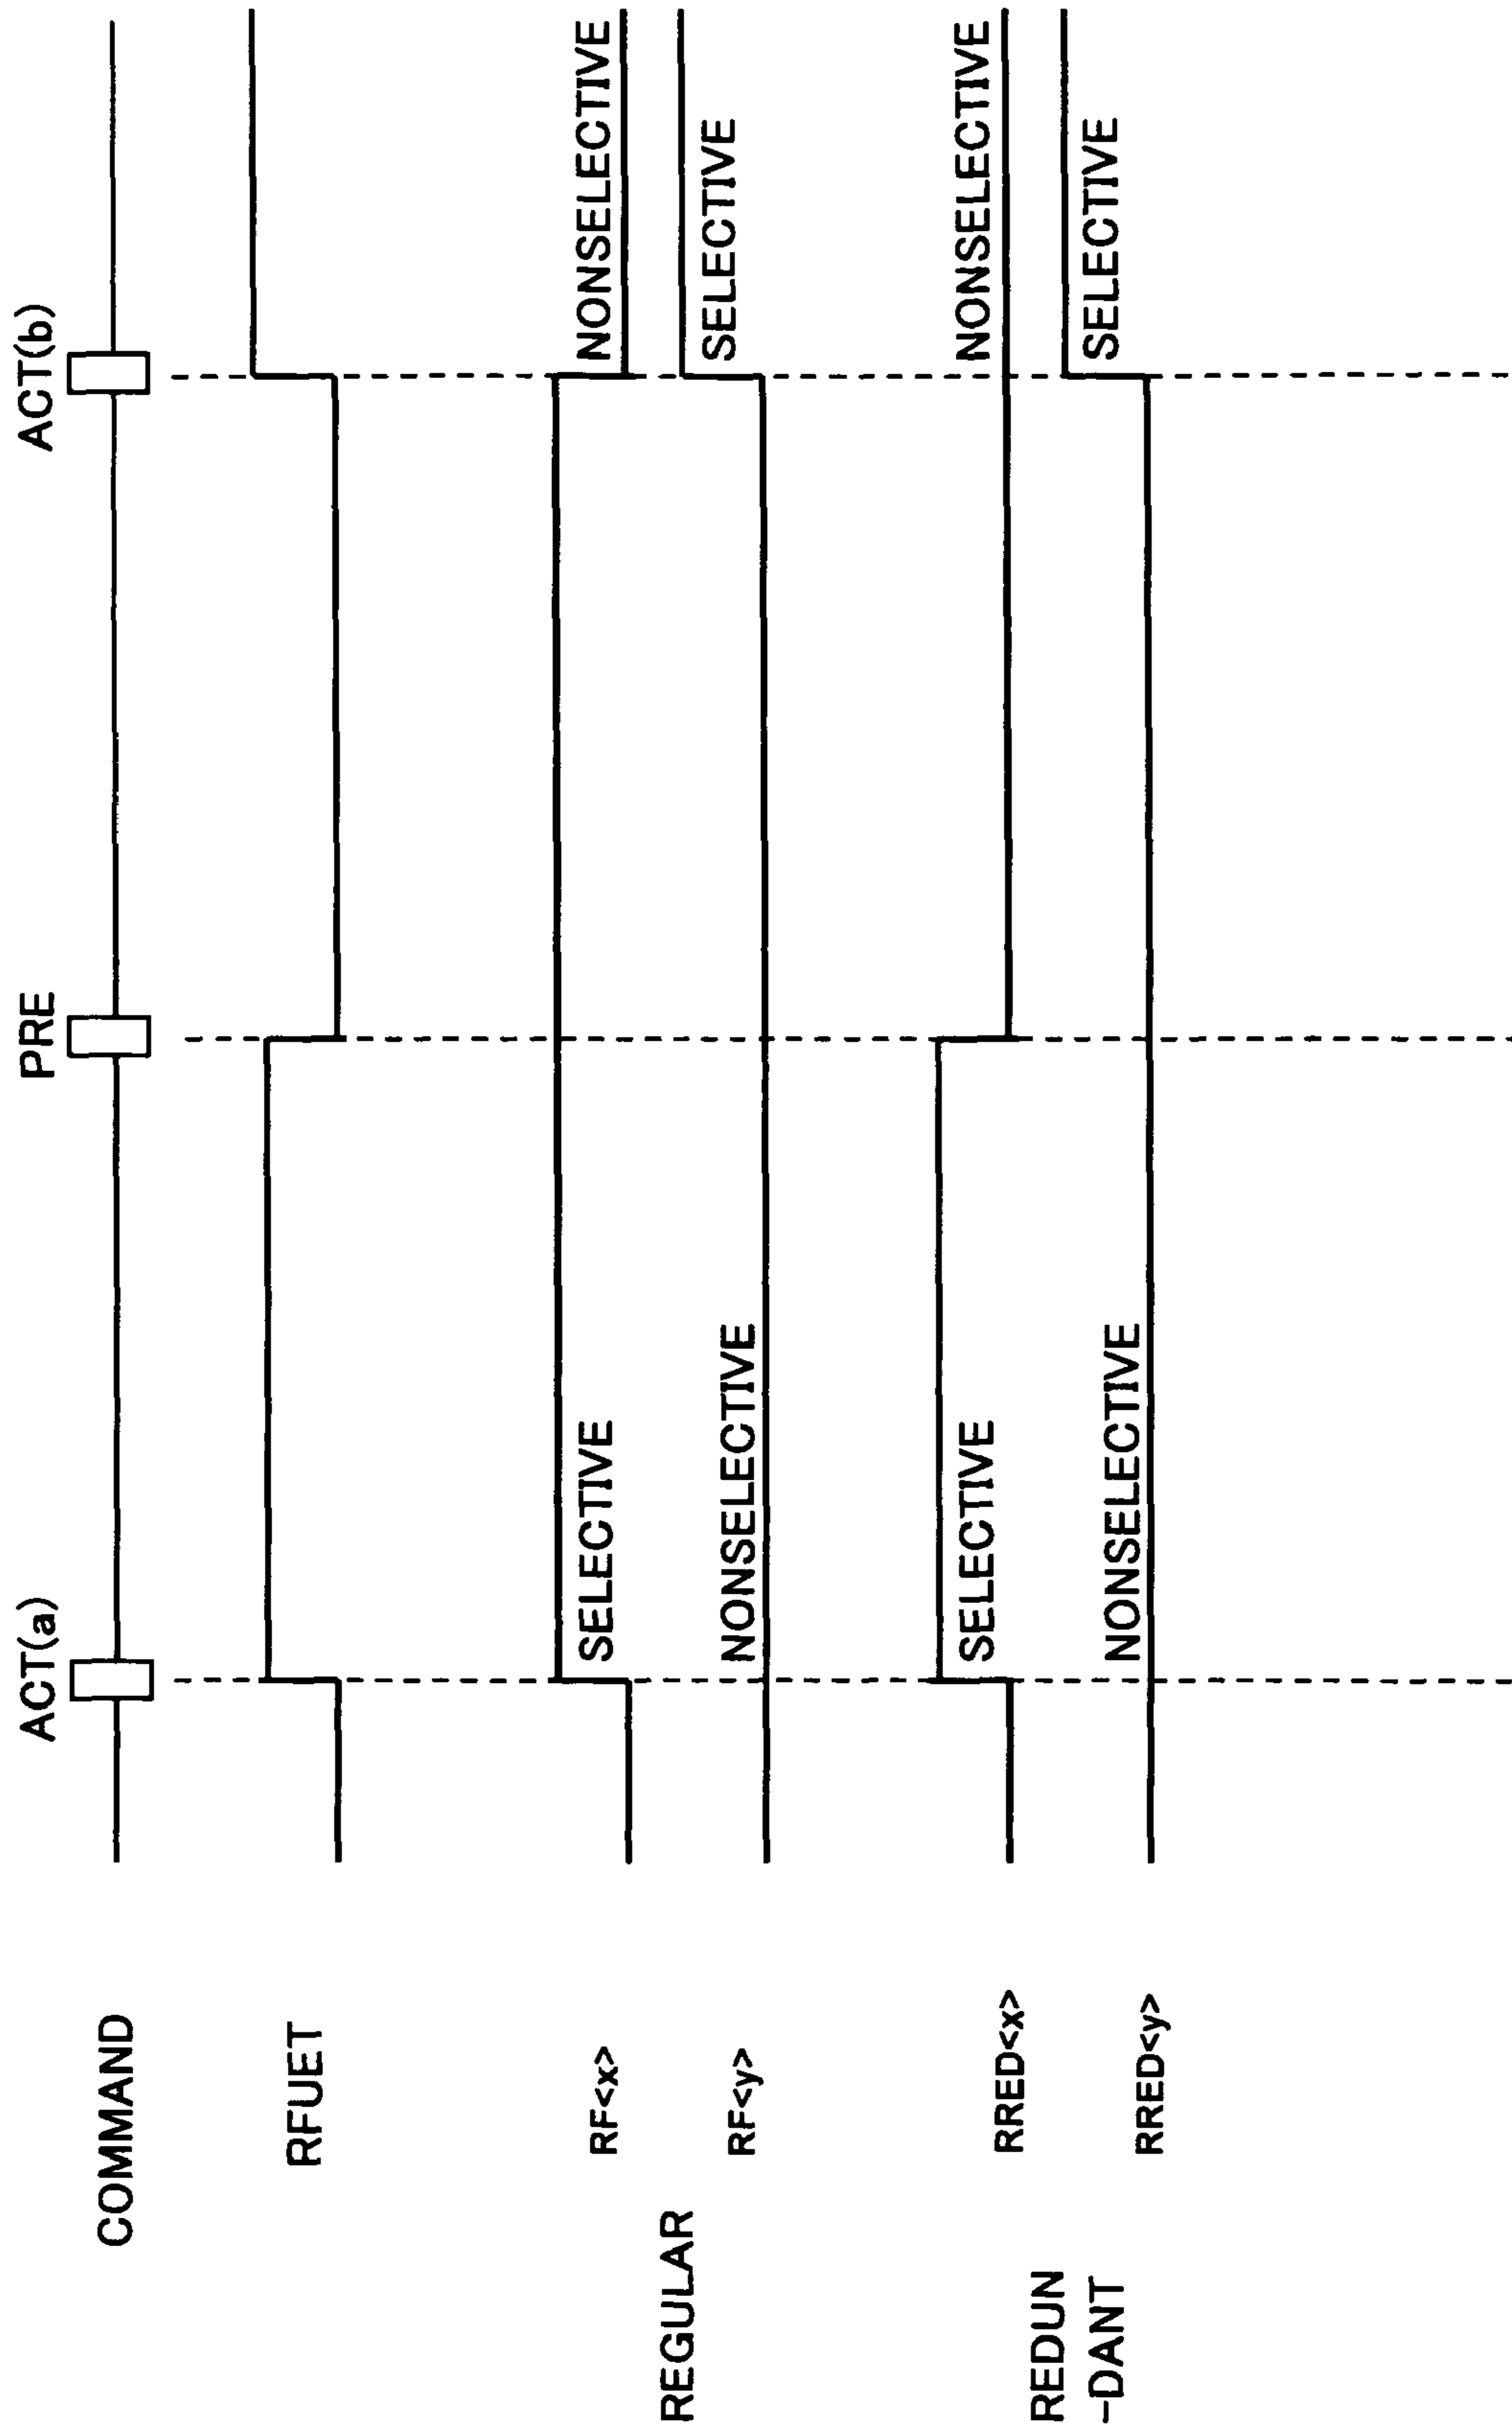 ACT(a)
PRE
ACT(b)
COMMAND
RFUET
REGULAR
RF<x>
SELECTIVE
NONSELECTIVE
RF<y>
NONSELECTIVE
SELECTIVE
REDUN
-DANT
RRED<x>
SELECTIVE
NONSELECTIVE
RRED<y>
NONSELECTIVE
SELECTIVE